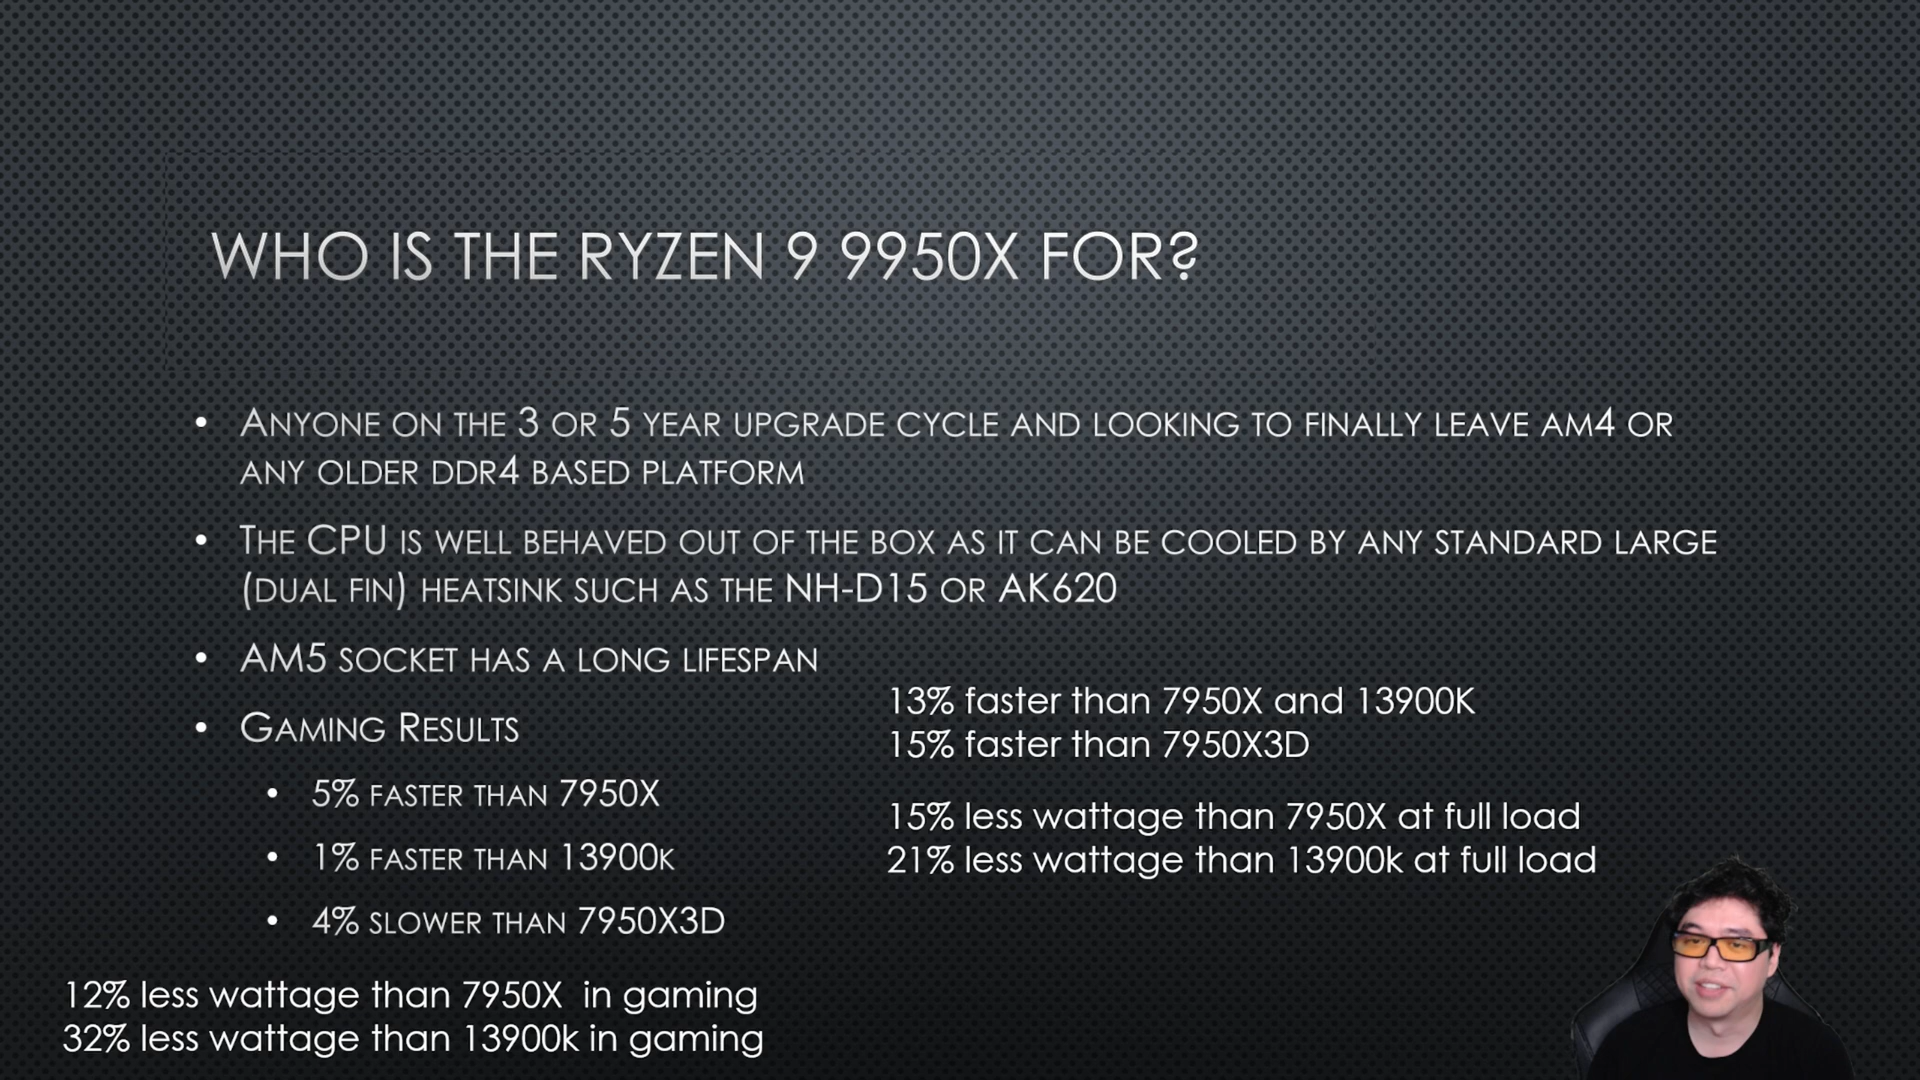 WHO IS THE RYZEN 9 9950X FOR?
• ANYONE ON THE 3 OR 5 YEAR UPGRADE CYCLE AND LOOKING TO FINALLY LEAVE AM4 OR
ANY OLDER DDR4 BASED PLATFORM
• THE CPU IS WELL BEHAVED OUT OF THE BOX AS IT CAN BE COOLED BY ANY STANDARD LARGE
(DUAL FIN) HEATSINK SUCH AS THE NH-D15 OR AK620
• AM5 SOCKET HAS A LONG LIFESPAN
• GAMING RESULTS
• 5% FASTER THAN 7950X
• 1% FASTER THAN 13900K
• 4% SLOWER THAN 7950X3D
12% less wattage than 7950X in gaming
32% less wattage than 13900k in gaming
13% faster than 7950X and 13900K
15% faster than 7950X3D
15% less wattage than 7950X at full load
21% less wattage than 13900k at full load